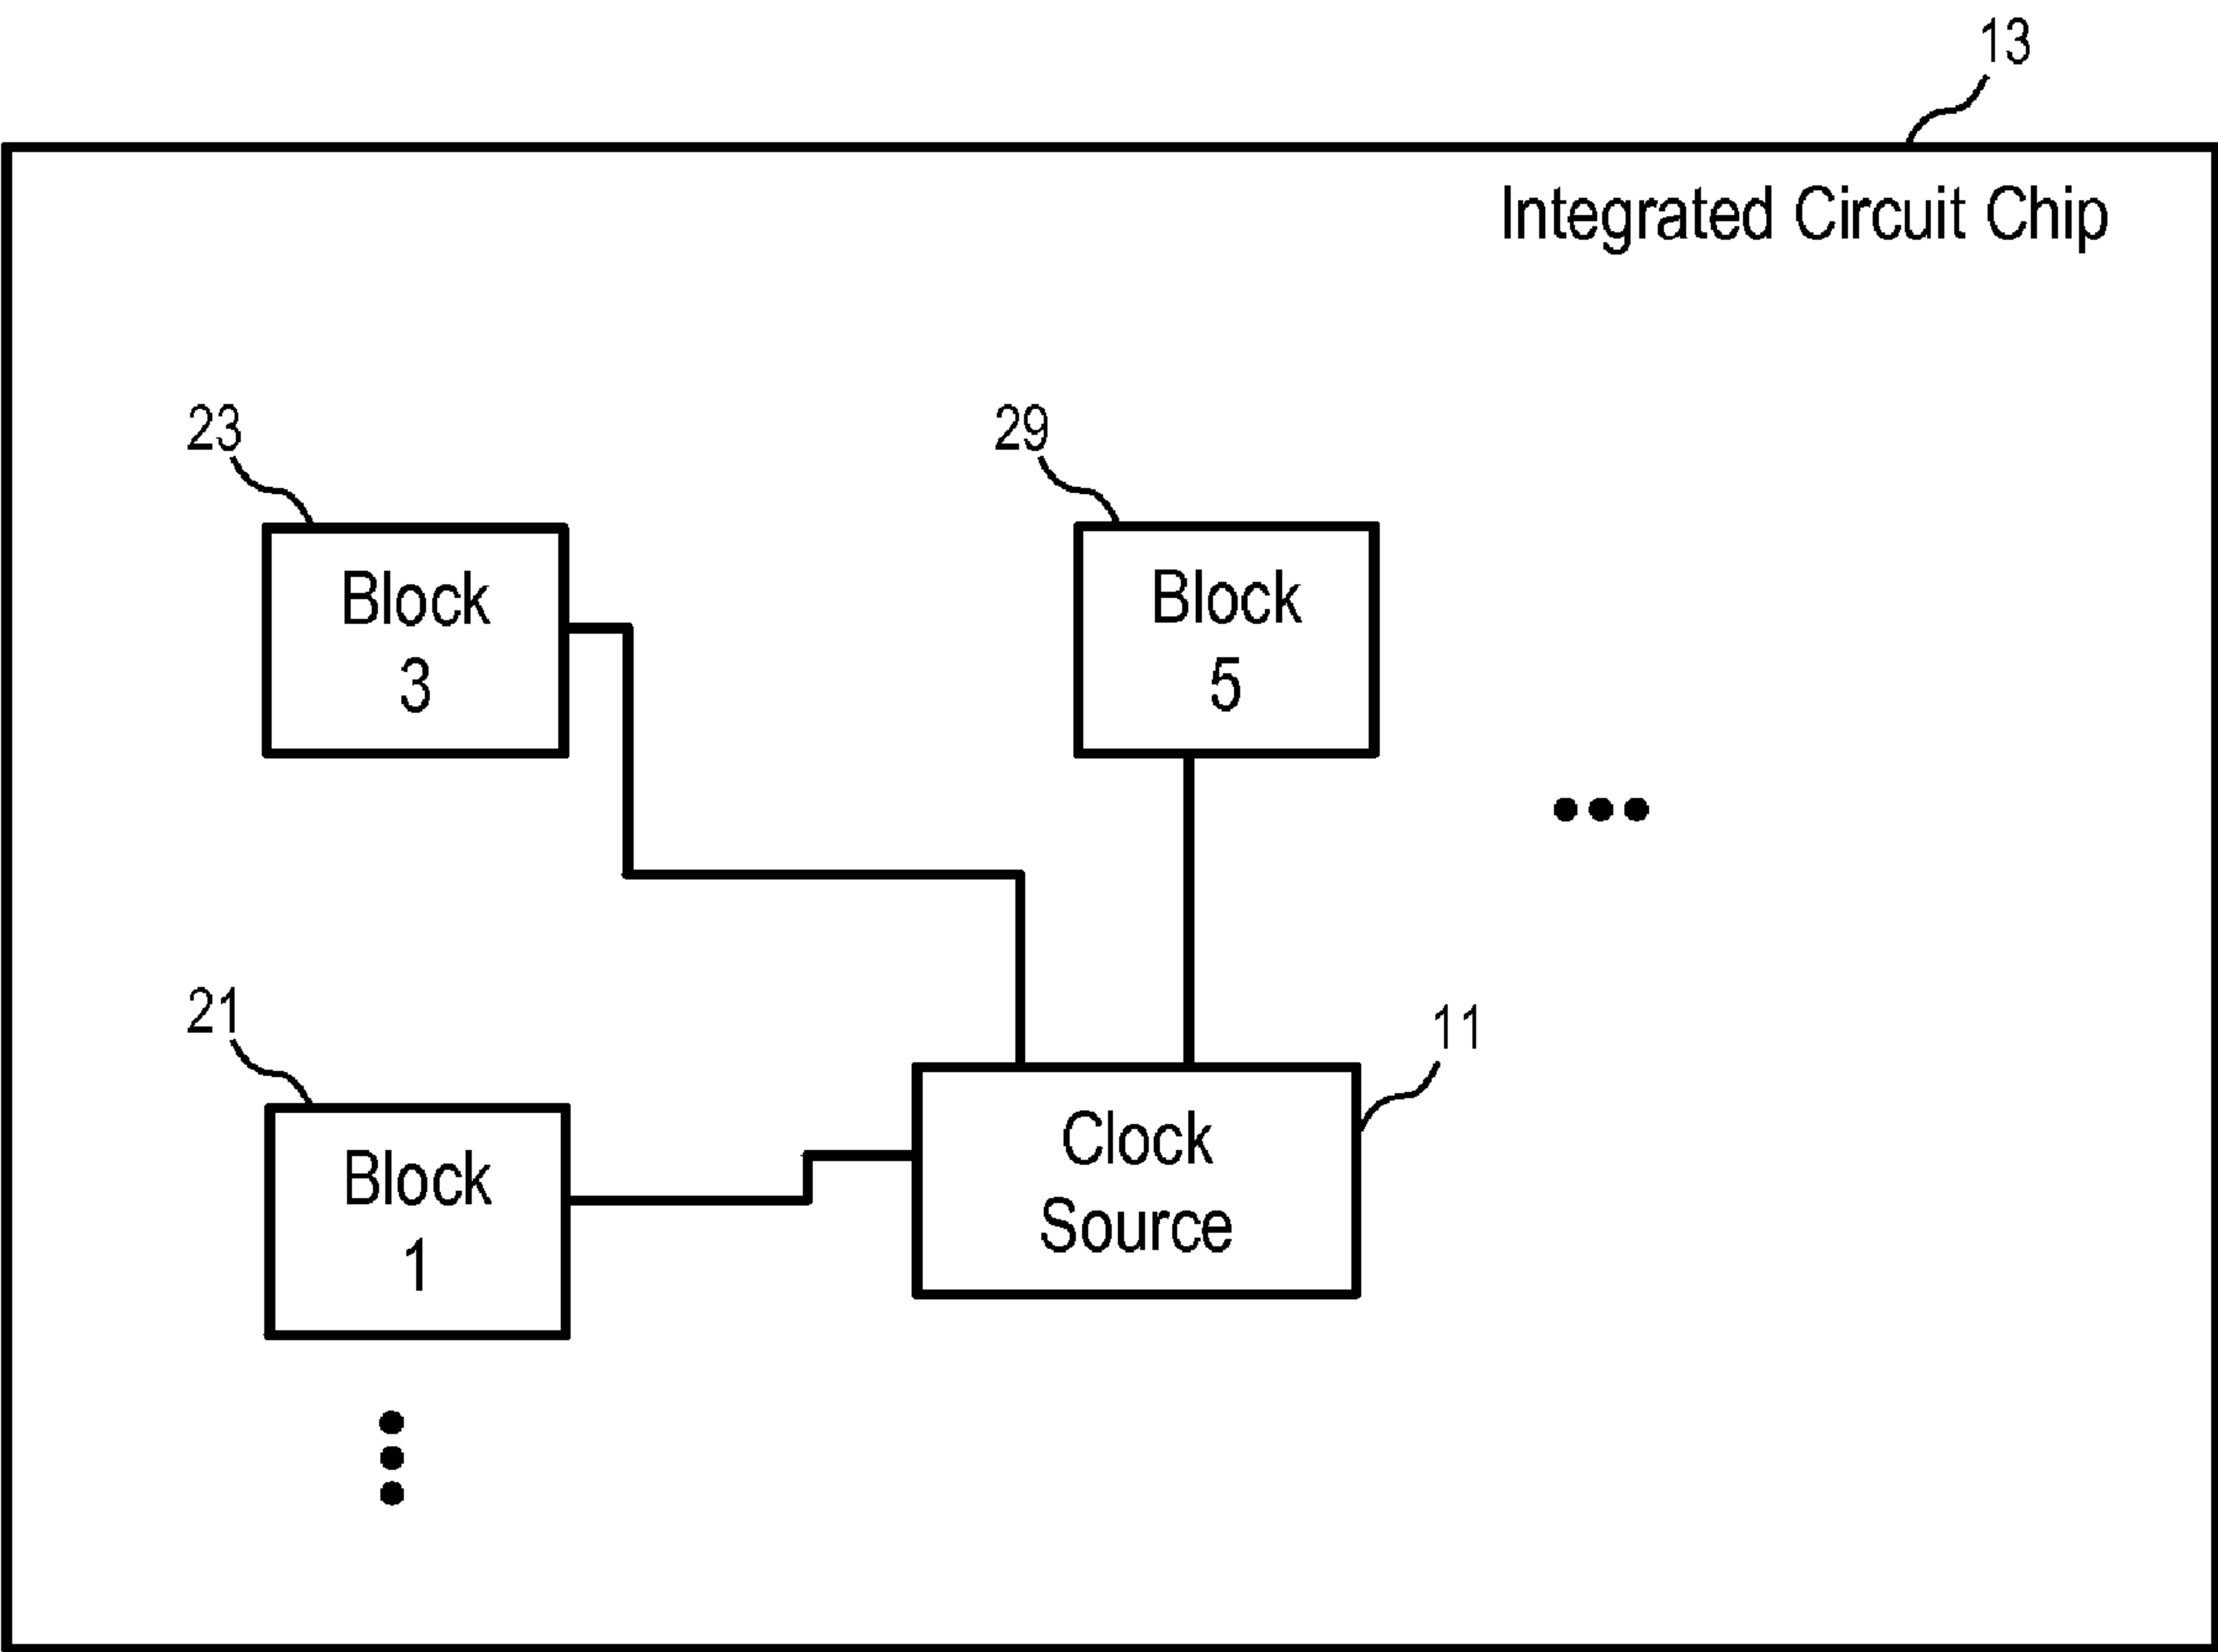 13
Integrated Circuit Chip
23
29
Block
3
Block
5
21
11
Block
1
Clock
Source